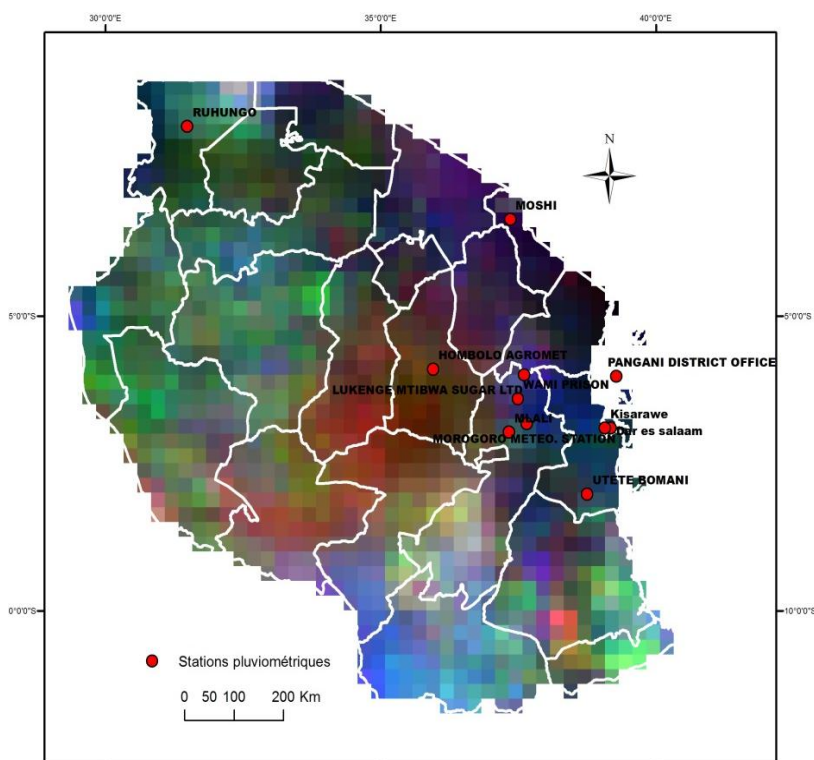 30°0'0"E 35°0'0"E 40°0'0"E
RUHUNGO
N
MOSHI
5°0'0"S 5°0'0"S
HOMBOLO AGROMET
PANGANI DISTRICT OFFICE
WAMI PRISON
LUKENGE MTIBWA SUGAR LTD
Kisarawe
MLALI
Dar es salaam
MOROGORO METEO. STATION
UTETE BOMANI
0°0'0"S 10°0'0"S
Stations pluviométriques
0 50 100 200 Km